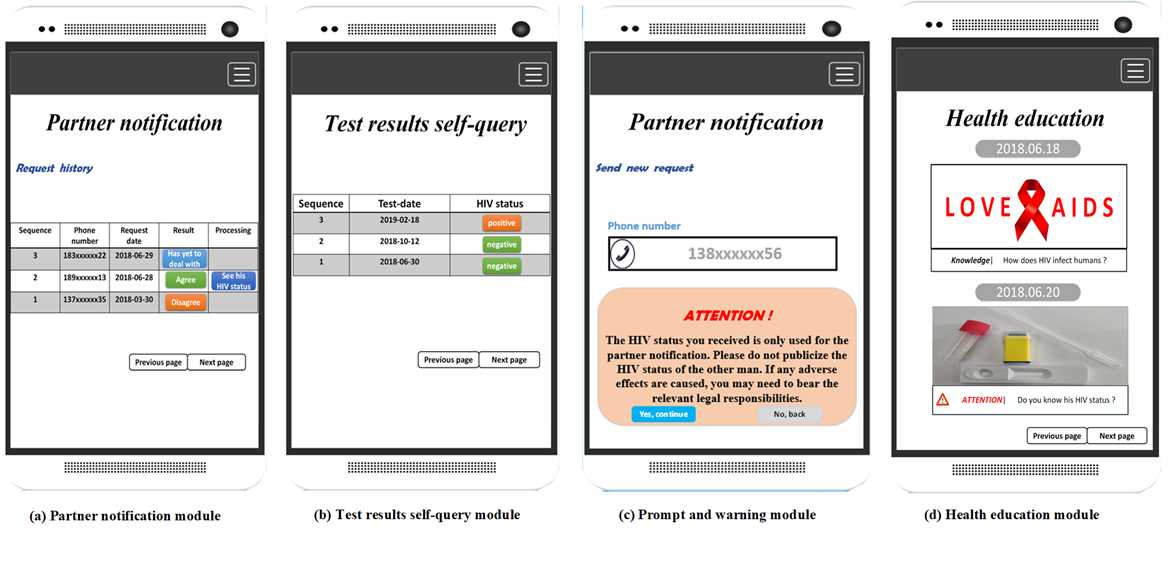 Partner notification
Request history
Sequence Phone number Request date Result Processing
3 183xxxxxx22 2018-06-29 Has yet to deal with
2 189xxxxxx13 2018-06-28 Agree See his HIV status
1 137xxxxxx35 2018-03-30 Disagree
Previous page Next page
(a) Partner notification module
Test results self-query
Sequence Test-date HIV status
3 2019-02-18 positive
2 2018-10-12 negative
1 2018-06-30 negative
Previous page Next page
(b) Test results self-query module
Partner notification
Send new request
Phone number
138xxxxxx56
ATTENTION !
The HIV status you received is only used for the
partner notification. Please do not publicize the
HIV status of the other man. If any adverse
effects are caused, you may need to bear the
relevant legal responsibilities.
Yes, continue No, back
(c) Prompt and warning module
Health education
2018.06.18
LOVE AIDS
Knowledge| How does HIV infect humans ?
2018.06.20
ATTENTION| Do you know his HIV status ?
Previous page Next page
(d) Health education module